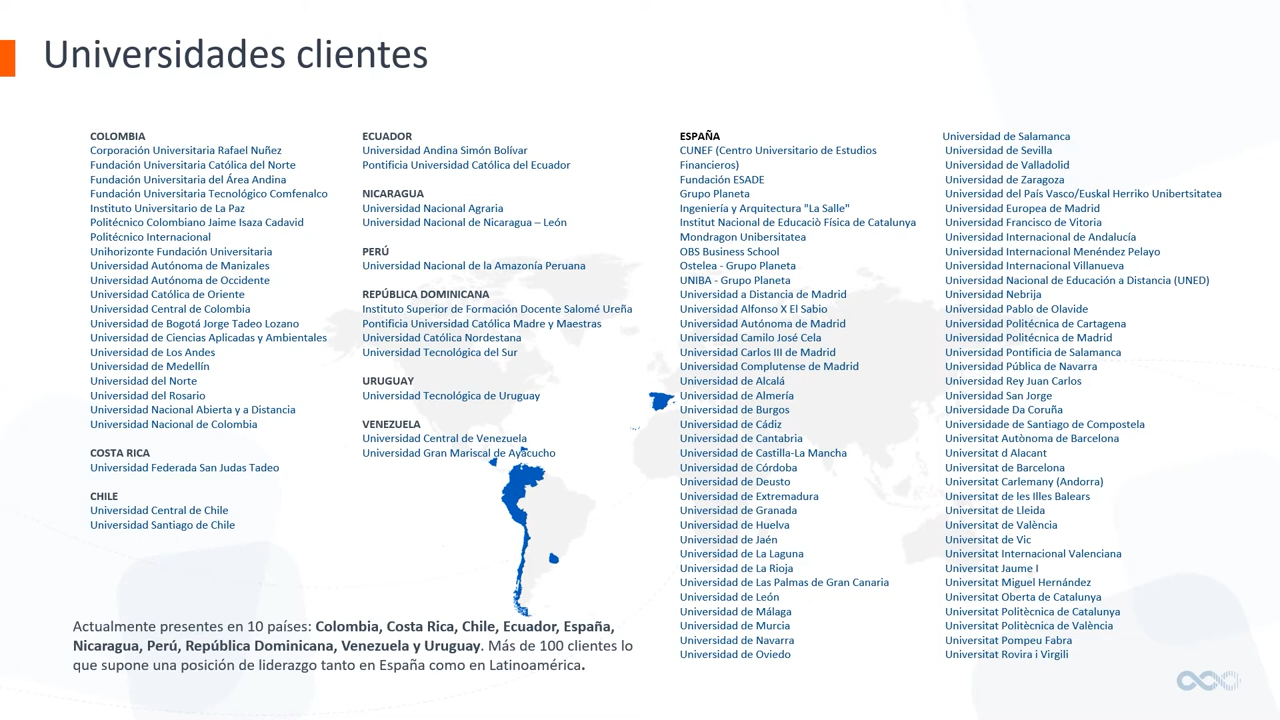 Universidades clientes
COLOMBIA
Corporación Universitaria Rafael Nuñez
Fundación Universitaria Católica del Norte
Fundación Universitaria del Área Andina
Fundación Universitaria Tecnológico Comfenalco
Instituto Universitario de La Paz
Politécnico Colombiano Jaime Isaza Cadavid
Politécnico Internacional
Unihorizonte Fundación Universitaria
Universidad Autónoma de Manizales
Universidad Autónoma de Occidente
Universidad Católica de Oriente
Universidad Central de Colombia
Universidad de Bogotá Jorge Tadeo Lozano
Universidad de Ciencias Aplicadas y Ambientales
Universidad de Los Andes
Universidad de Medellín
Universidad del Norte
Universidad del Rosario
Universidad Nacional Abierta y a Distancia
Universidad Nacional de Colombia
COSTA RICA
Universidad Federada San Judas Tadeo
CHILE
Universidad Central de Chile
Universidad Santiago de Chile
ECUADOR
Universidad Andina Simón Bolívar
Pontificia Universidad Católica del Ecuador
NICARAGUA
Universidad Nacional Agraria
Universidad Nacional de Nicaragua – León
PERÚ
Universidad Nacional de la Amazonía Peruana
REPÚBLICA DOMINICANA
Instituto Superior de Formación Docente Salomé Ureña
Pontificia Universidad Católica Madre y Maestras
Universidad Católica Nordestana
Universidad Tecnológica del Sur
URUGUAY
Universidad Tecnológica de Uruguay
VENEZUELA
Universidad Central de Venezuela
Universidad Gran Mariscal de Ayacucho
ESPAÑA
CUNEF (Centro Universitario de Estudios
Financieros)
Fundación ESADE
Grupo Planeta
Ingeniería y Arquitectura "La Salle"
Institut Nacional de Educaciò Física de Catalunya
Mondragon Unibersitatea
OBS Business School
Ostelea - Grupo Planeta
UNIBA - Grupo Planeta
Universidad a Distancia de Madrid
Universidad Alfonso X El Sabio
Universidad Autónoma de Madrid
Universidad Camilo José Cela
Universidad Carlos III de Madrid
Universidad Complutense de Madrid
Universidad de Alcalá
Universidad de Almería
Universidad de Burgos
Universidad de Cádiz
Universidad de Cantabria
Universidad de Castilla-La Mancha
Universidad de Córdoba
Universidad de Deusto
Universidad de Extremadura
Universidad de Granada
Universidad de Huelva
Universidad de Jaén
Universidad de La Laguna
Universidad de La Rioja
Universidad de Las Palmas de Gran Canaria
Universidad de León
Universidad de Málaga
Universidad de Murcia
Universidad de Navarra
Universidad de Oviedo
Universidad de Salamanca
Universidad de Sevilla
Universidad de Valladolid
Universidad de Zaragoza
Universidad del País Vasco/Euskal Herriko Unibertsitatea
Universidad Europea de Madrid
Universidad Francisco de Vitoria
Universidad Internacional de Andalucía
Universidad Internacional Menéndez Pelayo
Universidad Internacional Villanueva
Universidad Nacional de Educación a Distancia (UNED)
Universidad Nebrija
Universidad Pablo de Olavide
Universidad Politécnica de Cartagena
Universidad Politécnica de Madrid
Universidad Pontificia de Salamanca
Universidad Pública de Navarra
Universidad Rey Juan Carlos
Universidad San Jorge
Universidade Da Coruña
Universidade de Santiago de Compostela
Universitat Autònoma de Barcelona
Universitat d Alacant
Universitat de Barcelona
Universitat Carlemany (Andorra)
Universitat de les Illes Balears
Universitat de Lleida
Universitat de València
Universitat de Vic
Universitat Internacional Valenciana
Universitat Jaume I
Universitat Miguel Hernández
Universitat Oberta de Catalunya
Universitat Politècnica de Catalunya
Universitat Politècnica de València
Universitat Pompeu Fabra
Universitat Rovira i Virgili
Actualmente presentes en 10 países: Colombia, Costa Rica, Chile, Ecuador, España,
Nicaragua, Perú, República Dominicana, Venezuela y Uruguay. Más de 100 clientes lo
que supone una posición de liderazgo tanto en España como en Latinoamérica.